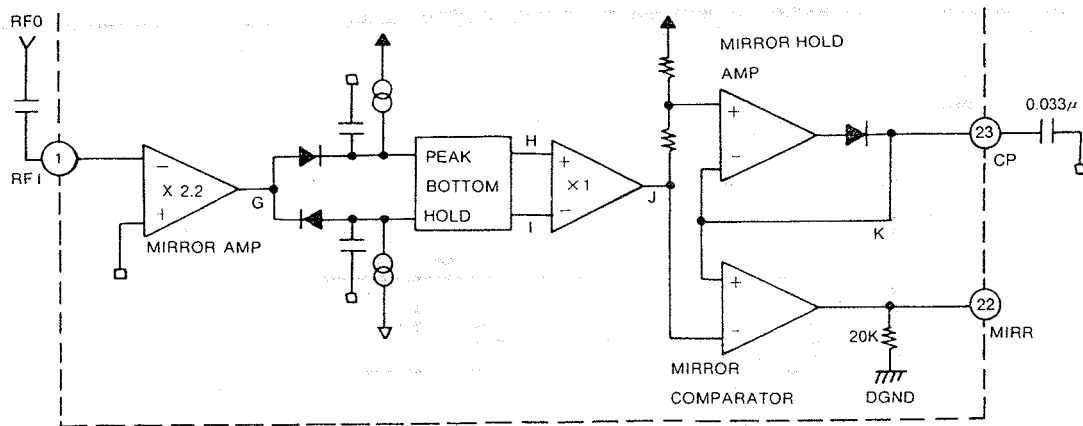 RF0
RF I
1
− X 2.2 +
MIRROR AMP
G
PEAK
BOTTOM
HOLD
H
I
+ × 1 −
J
MIRROR HOLD
AMP
+
−
K
+
−
MIRROR
COMPARATOR
20K
DGND
23
CP
0.033μ
22
MIRR